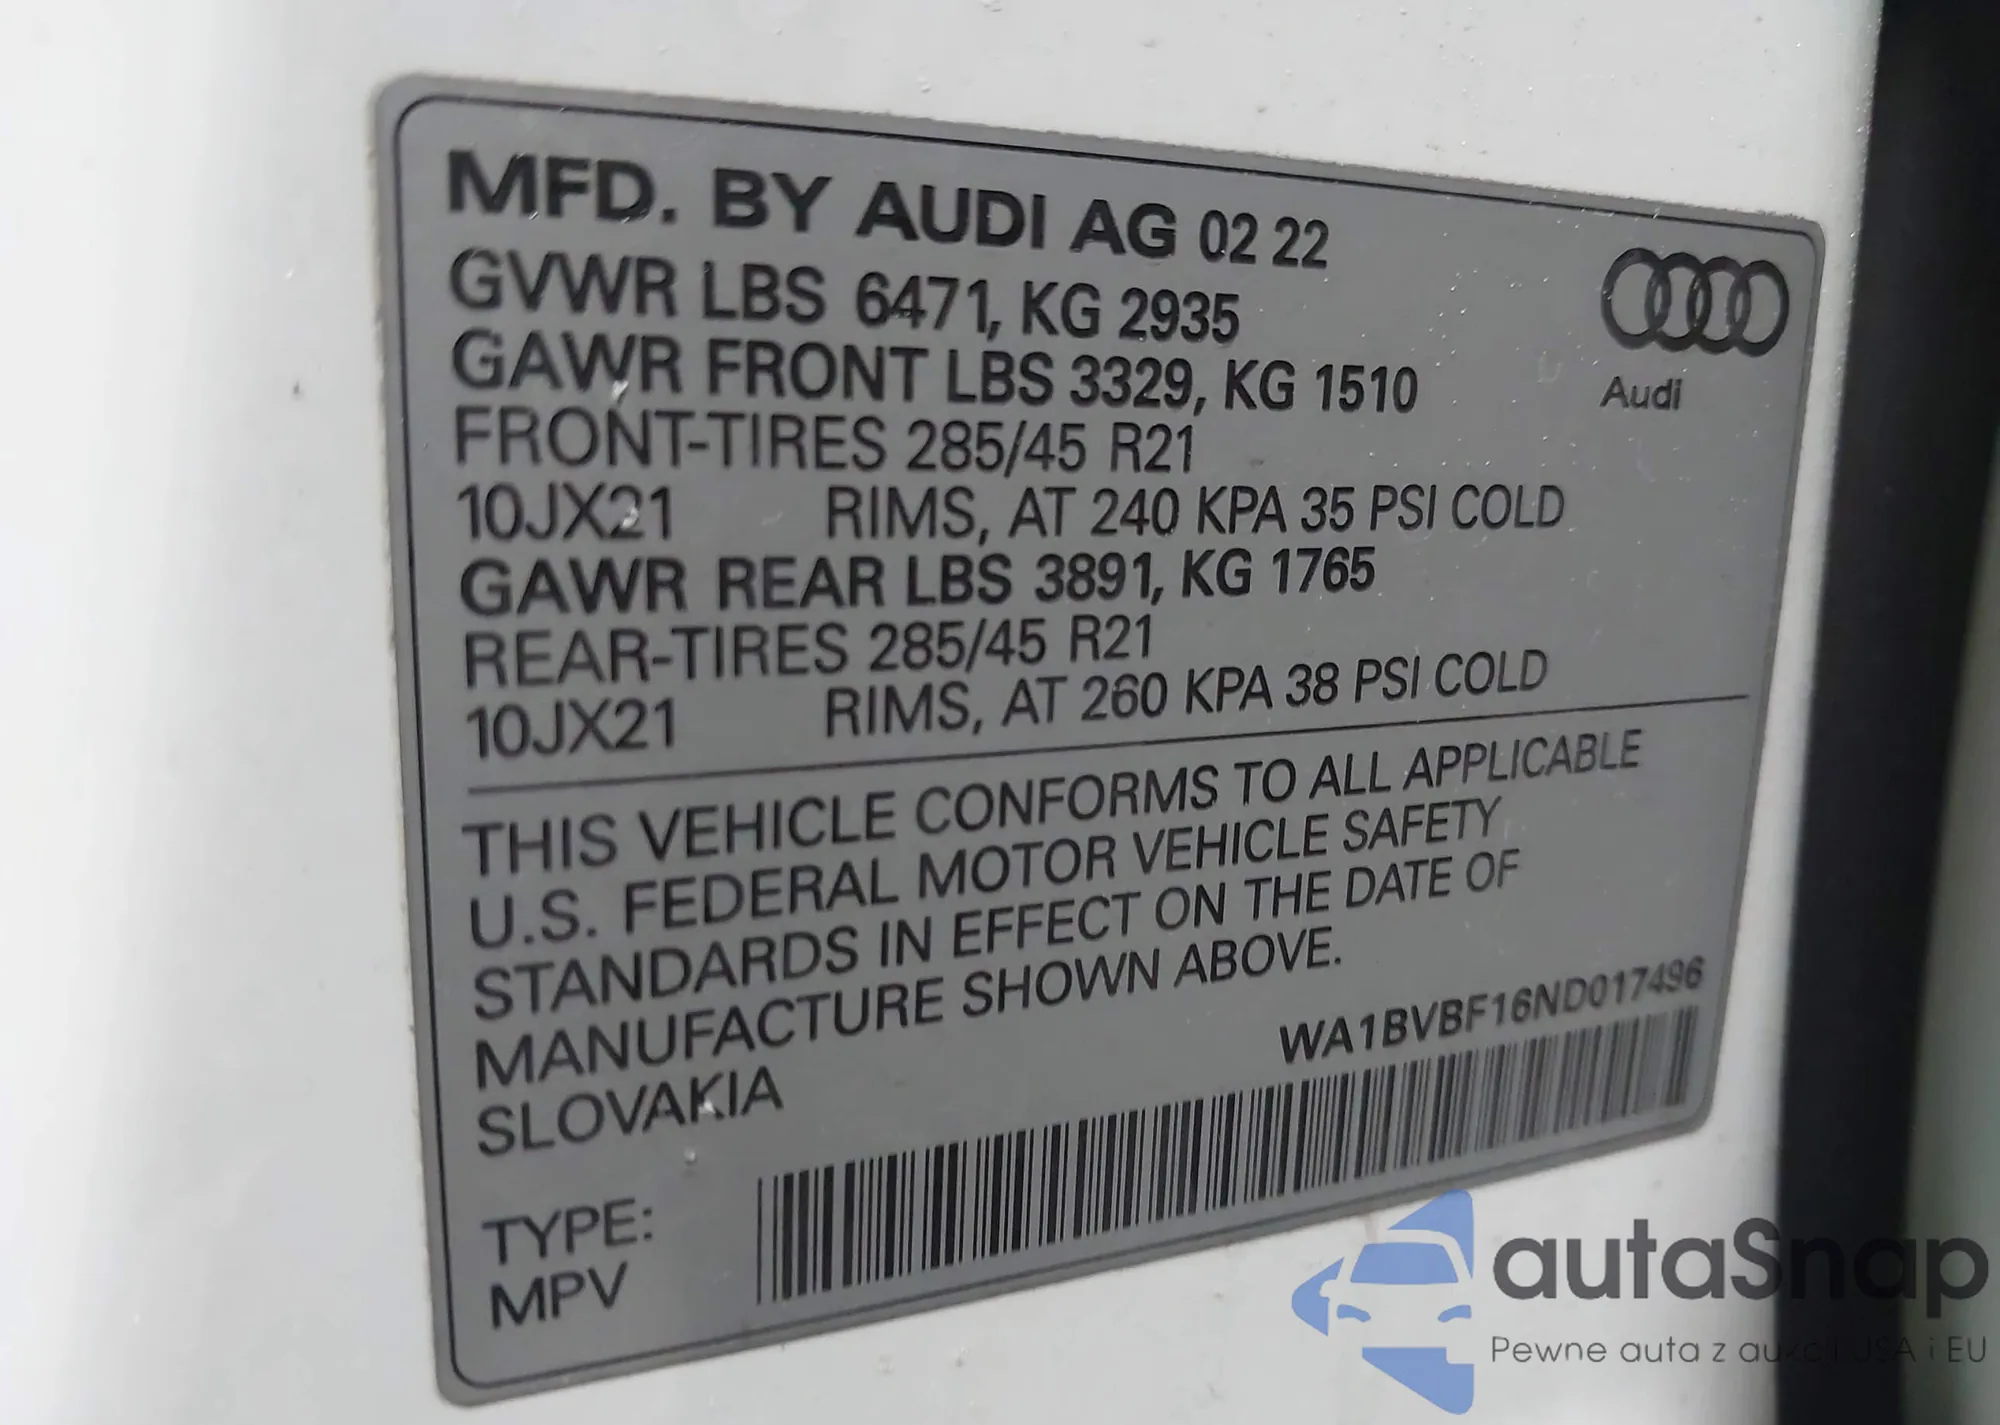 MFD. BY AUDI AG 02 22
GVWR LBS 6471, KG 2935
GAWR FRONT LBS 3329, KG 1510
FRONT-TIRES 285/45 R21
10JX21 RIMS, AT 240 KPA 35 PSI COLD
GAWR REAR LBS 3891, KG 1765
REAR-TIRES 285/45 R21
10JX21 RIMS, AT 260 KPA 38 PSI COLD
Audi
THIS VEHICLE CONFORMS TO ALL APPLICABLE
U.S. FEDERAL MOTOR VEHICLE SAFETY
STANDARDS IN EFFECT ON THE DATE OF
MANUFACTURE SHOWN ABOVE.
SLOVAKIA
WA1BVBF16ND017496
TYPE:
MPV
autaSnap
Pewne auta z aukcji USA i EU